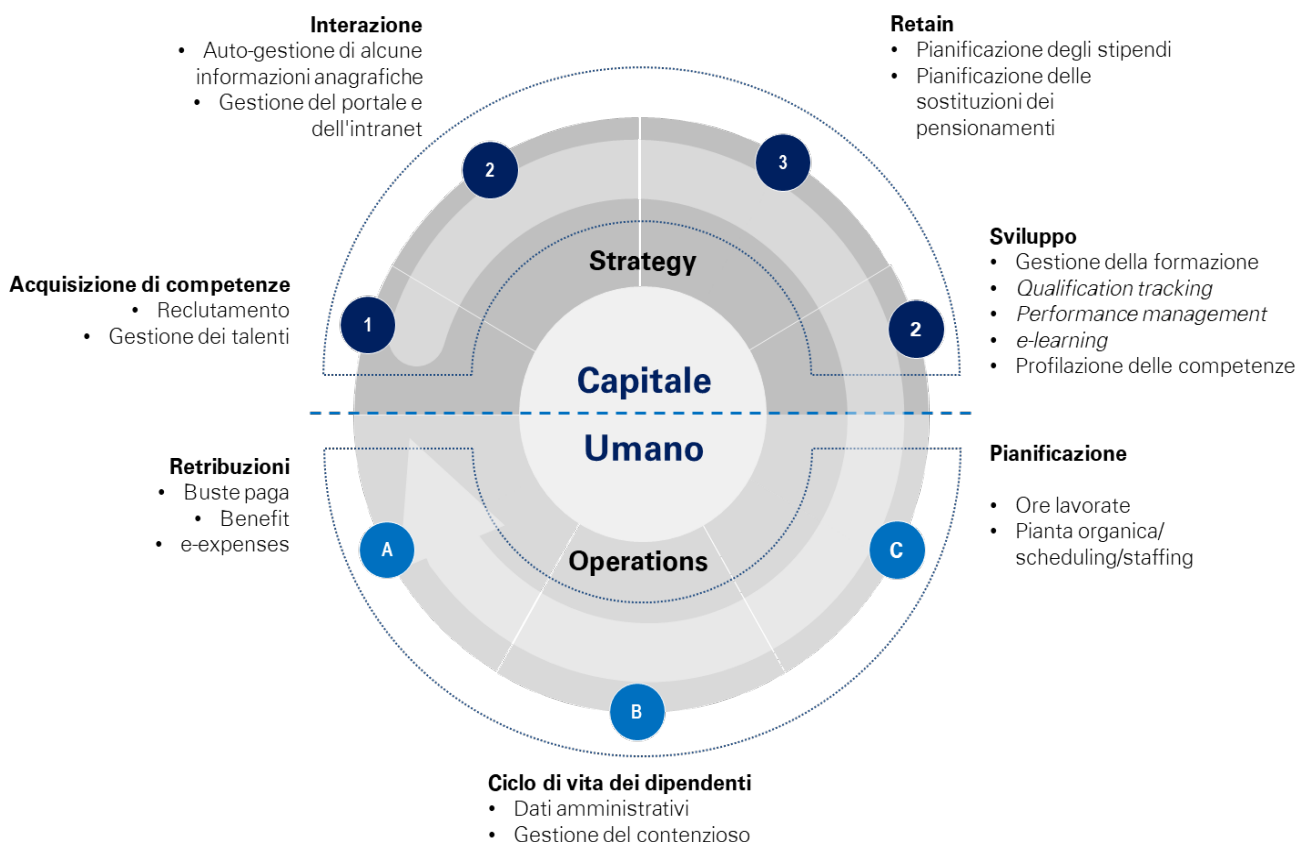 Interazione
• Auto-gestione di alcune
informazioni anagrafiche
• Gestione del portale e
dell'intranet
Retain
• Pianificazione degli stipendi
• Pianificazione delle
sostituzioni dei
pensionamenti
2
3
Strategy
Acquisizione di competenze
• Reclutamento
• Gestione dei talenti
1
Sviluppo
• Gestione della formazione
• Qualification tracking
• Performance management
• e-learning
• Profilazione delle competenze
2
Capitale
Umano
Retribuzioni
• Buste paga
• Benefit
• e-expenses
A
Pianificazione
• Ore lavorate
• Pianta organica/
scheduling/staffing
C
Operations
B
Ciclo di vita dei dipendenti
• Dati amministrativi
• Gestione del contenzioso